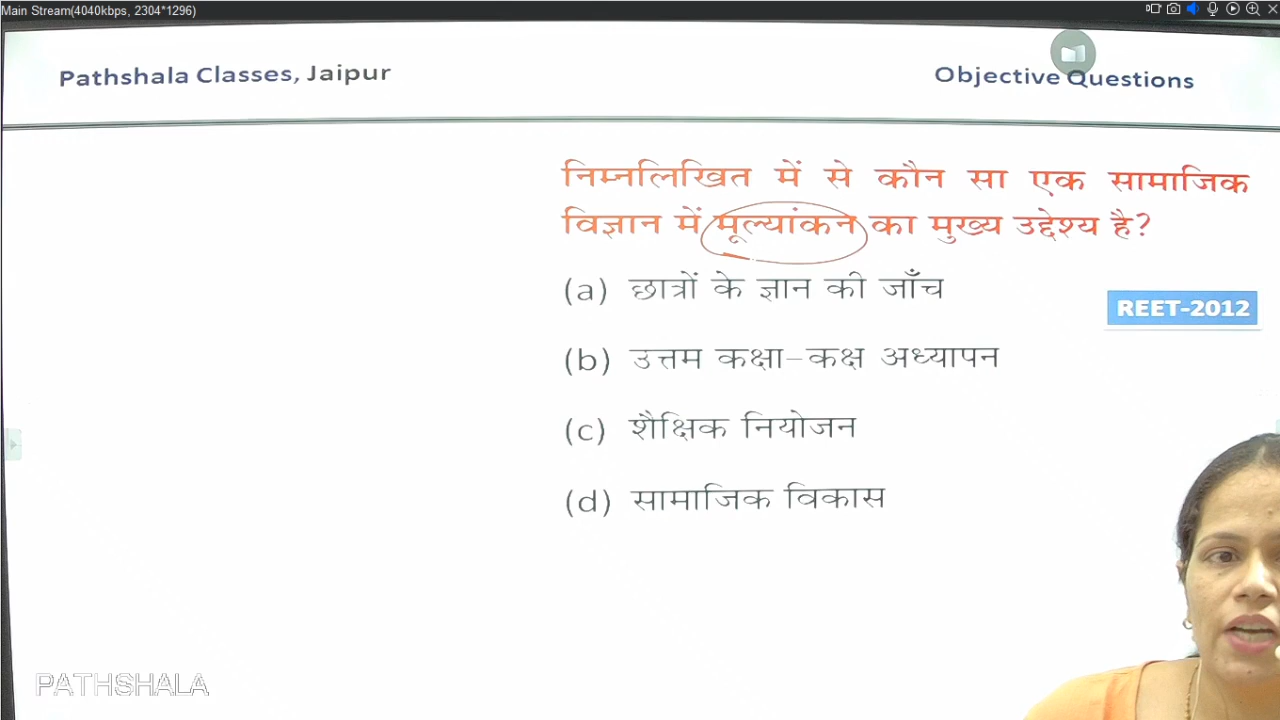 Main Stream(4040kbps, 2304*1296)
Pathshala Classes, Jaipur
Objective Questions
निम्नलिखित में से कौन सा एक सामाजिक
विज्ञान में मूल्यांकन का मुख्य उद्देश्य है?
(a) छात्रों के ज्ञान की जाँच
REET-2012
(b) उत्तम कक्षा–कक्ष अध्यापन
(c) शैक्षिक नियोजन
(d) सामाजिक विकास
PATHSHALA